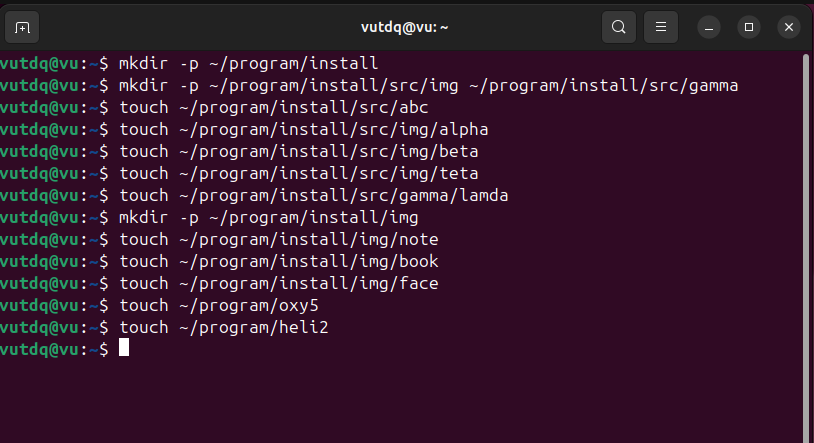 vutdq@vu: ~
vutdq@vu:~$ mkdir -p ~/program/install
vutdq@vu:~$ mkdir -p ~/program/install/src/img ~/program/install/src/gamma
vutdq@vu:~$ touch ~/program/install/src/abc
vutdq@vu:~$ touch ~/program/install/src/img/alpha
vutdq@vu:~$ touch ~/program/install/src/img/beta
vutdq@vu:~$ touch ~/program/install/src/img/teta
vutdq@vu:~$ touch ~/program/install/src/gamma/lamda
vutdq@vu:~$ mkdir -p ~/program/install/img
vutdq@vu:~$ touch ~/program/install/img/note
vutdq@vu:~$ touch ~/program/install/img/book
vutdq@vu:~$ touch ~/program/install/img/face
vutdq@vu:~$ touch ~/program/oxy5
vutdq@vu:~$ touch ~/program/heli2
vutdq@vu:~$